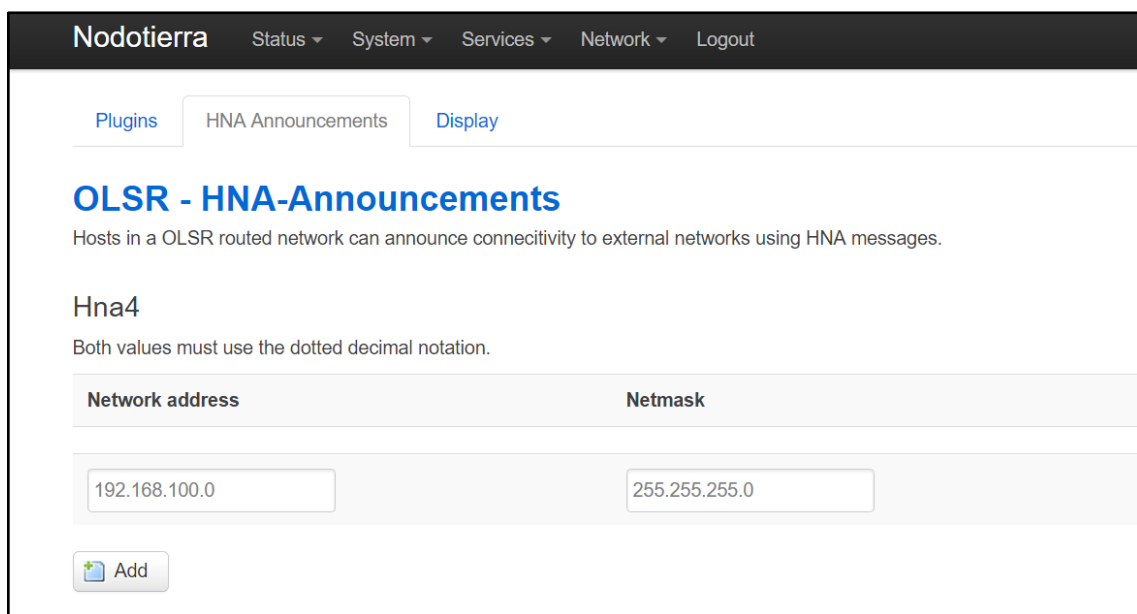 Nodotierra Status System Services Network Logout
Plugins HNA Announcements Display
OLSR - HNA-Announcements
Hosts in a OLSR routed network can announce connecitivity to external networks using HNA messages.
Hna4
Both values must use the dotted decimal notation.
Network address Netmask
192.168.100.0 255.255.255.0
Add